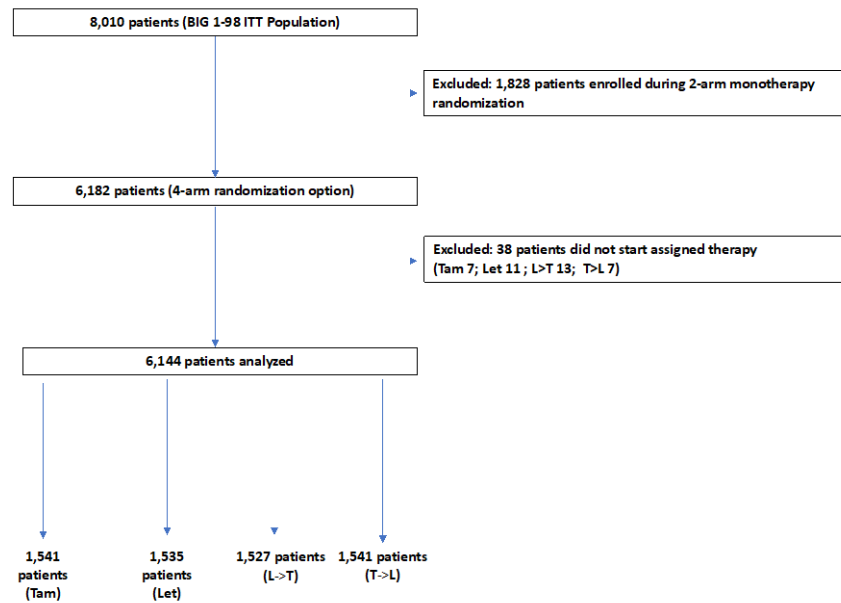 8,010 patients (BIG 1-98 ITT Population)
Excluded: 1,828 patients enrolled during 2-arm monotherapy
randomization
6,182 patients (4-arm randomization option)
Excluded: 38 patients did not start assigned therapy
(Tam 7; Let 11 ; L>T 13; T>L 7)
6,144 patients analyzed
1,541
patients
(Tam)
1,535
patients
(Let)
1,527 patients
(L->T)
1,541 patients
(T->L)